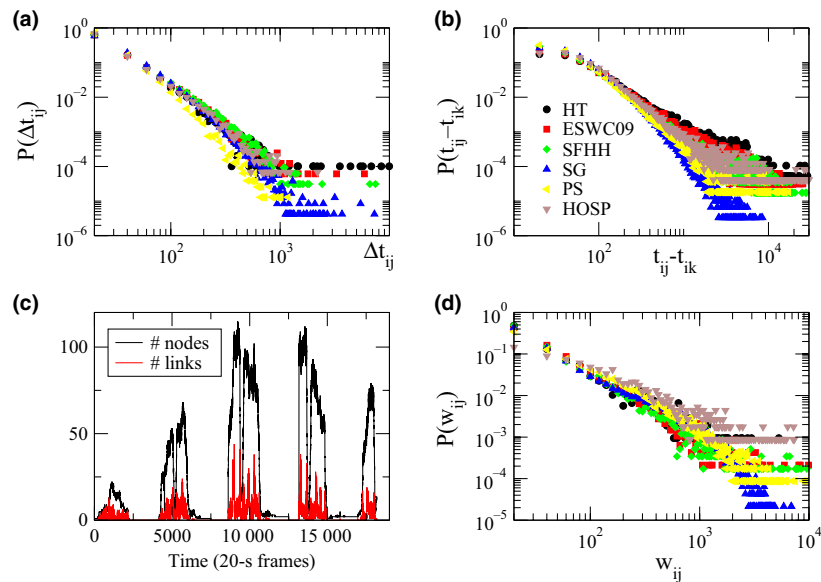 (a)
10^0
10^-2
10^-4
10^-6
P(Δt_ij)
10^2
10^3
Δt_ij
(b)
10^0
10^-2
10^-4
10^-6
P(t_ij−t_ik)
HT
ESWC09
SFHH
SG
PS
HOSP
10^2
10^4
t_ij−t_ik
(c)
100
50
0
# nodes
# links
0
5000
10 000
15 000
Time (20-s frames)
(d)
10^0
10^-1
10^-2
10^-3
10^-4
10^-5
P(w_ij)
10^2
10^3
10^4
w_ij